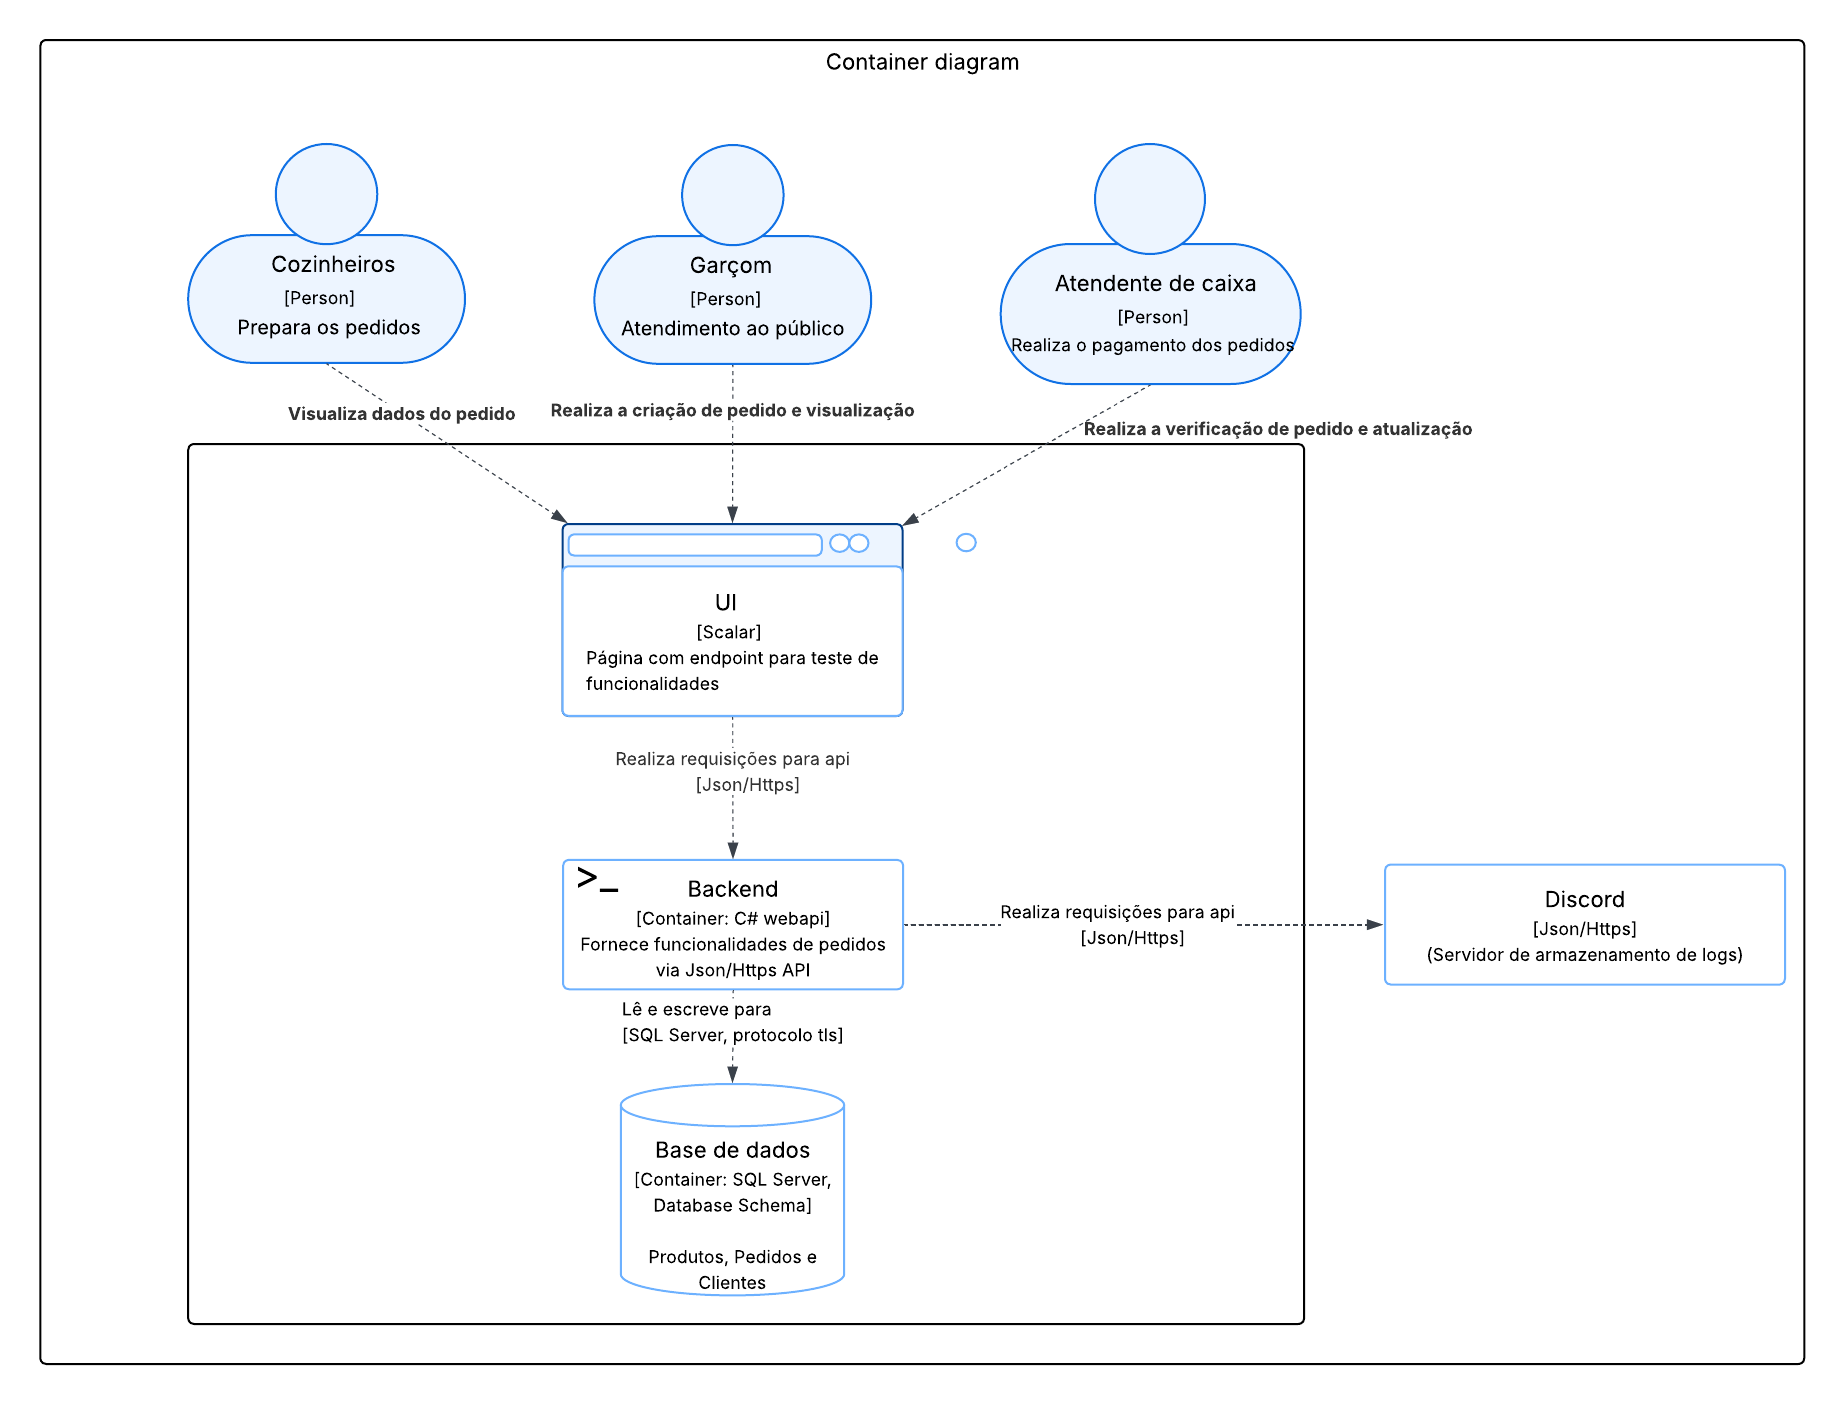 Container diagram
Cozinheiros
[Person]
Prepara os pedidos
Garçom
[Person]
Atendimento ao público
Atendente de caixa
[Person]
Realiza o pagamento dos pedidos
Visualiza dados do pedido
Realiza a criação de pedido e visualização
Realiza a verificação de pedido e atualização
UI
[Scalar]
Página com endpoint para teste de
funcionalidades
Realiza requisições para api
[Json/Https]
>_
Backend
[Container: C# webapi]
Fornece funcionalidades de pedidos
via Json/Https API
Realiza requisições para api
[Json/Https]
Discord
[Json/Https]
(Servidor de armazenamento de logs)
Lê e escreve para
[SQL Server, protocolo tls]
Base de dados
[Container: SQL Server,
Database Schema]
Produtos, Pedidos e
Clientes